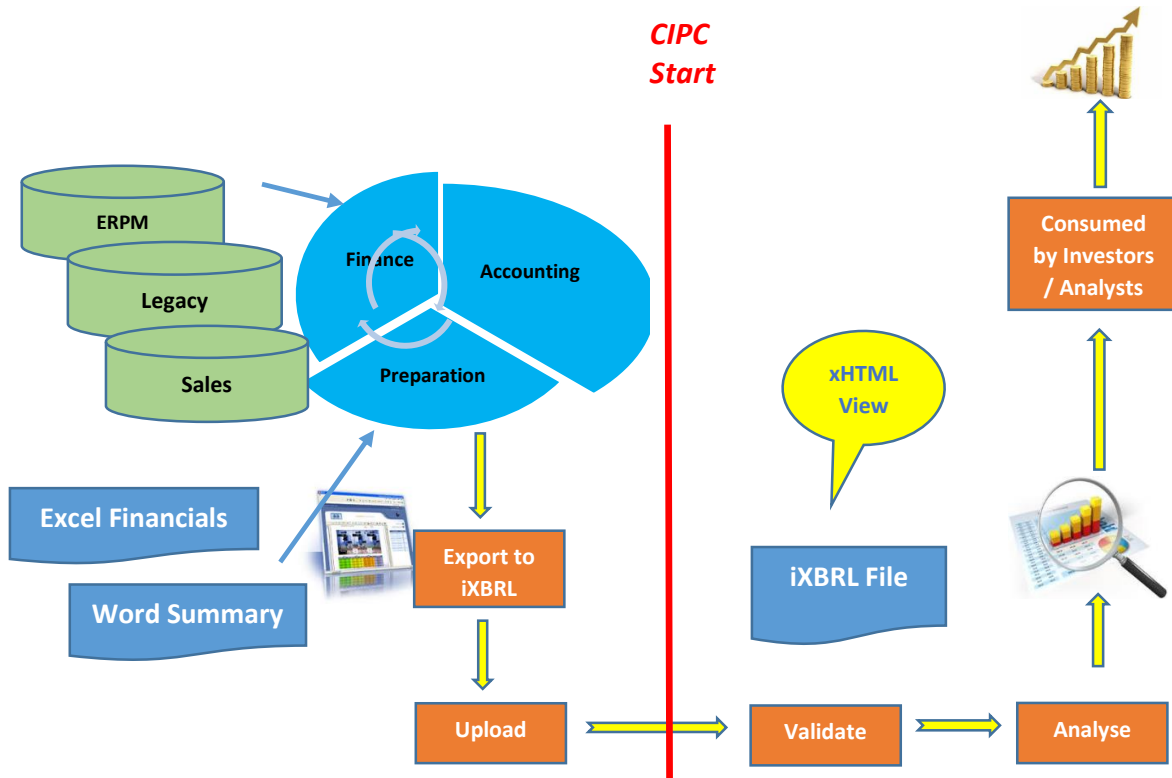 CIPC
Start
ERPM
Legacy
Sales
Finance
Accounting
Preparation
Excel Financials
Word Summary
Export to
iXBRL
Upload
xHTML
View
iXBRL File
Validate
Analyse
Consumed
by Investors
/ Analysts